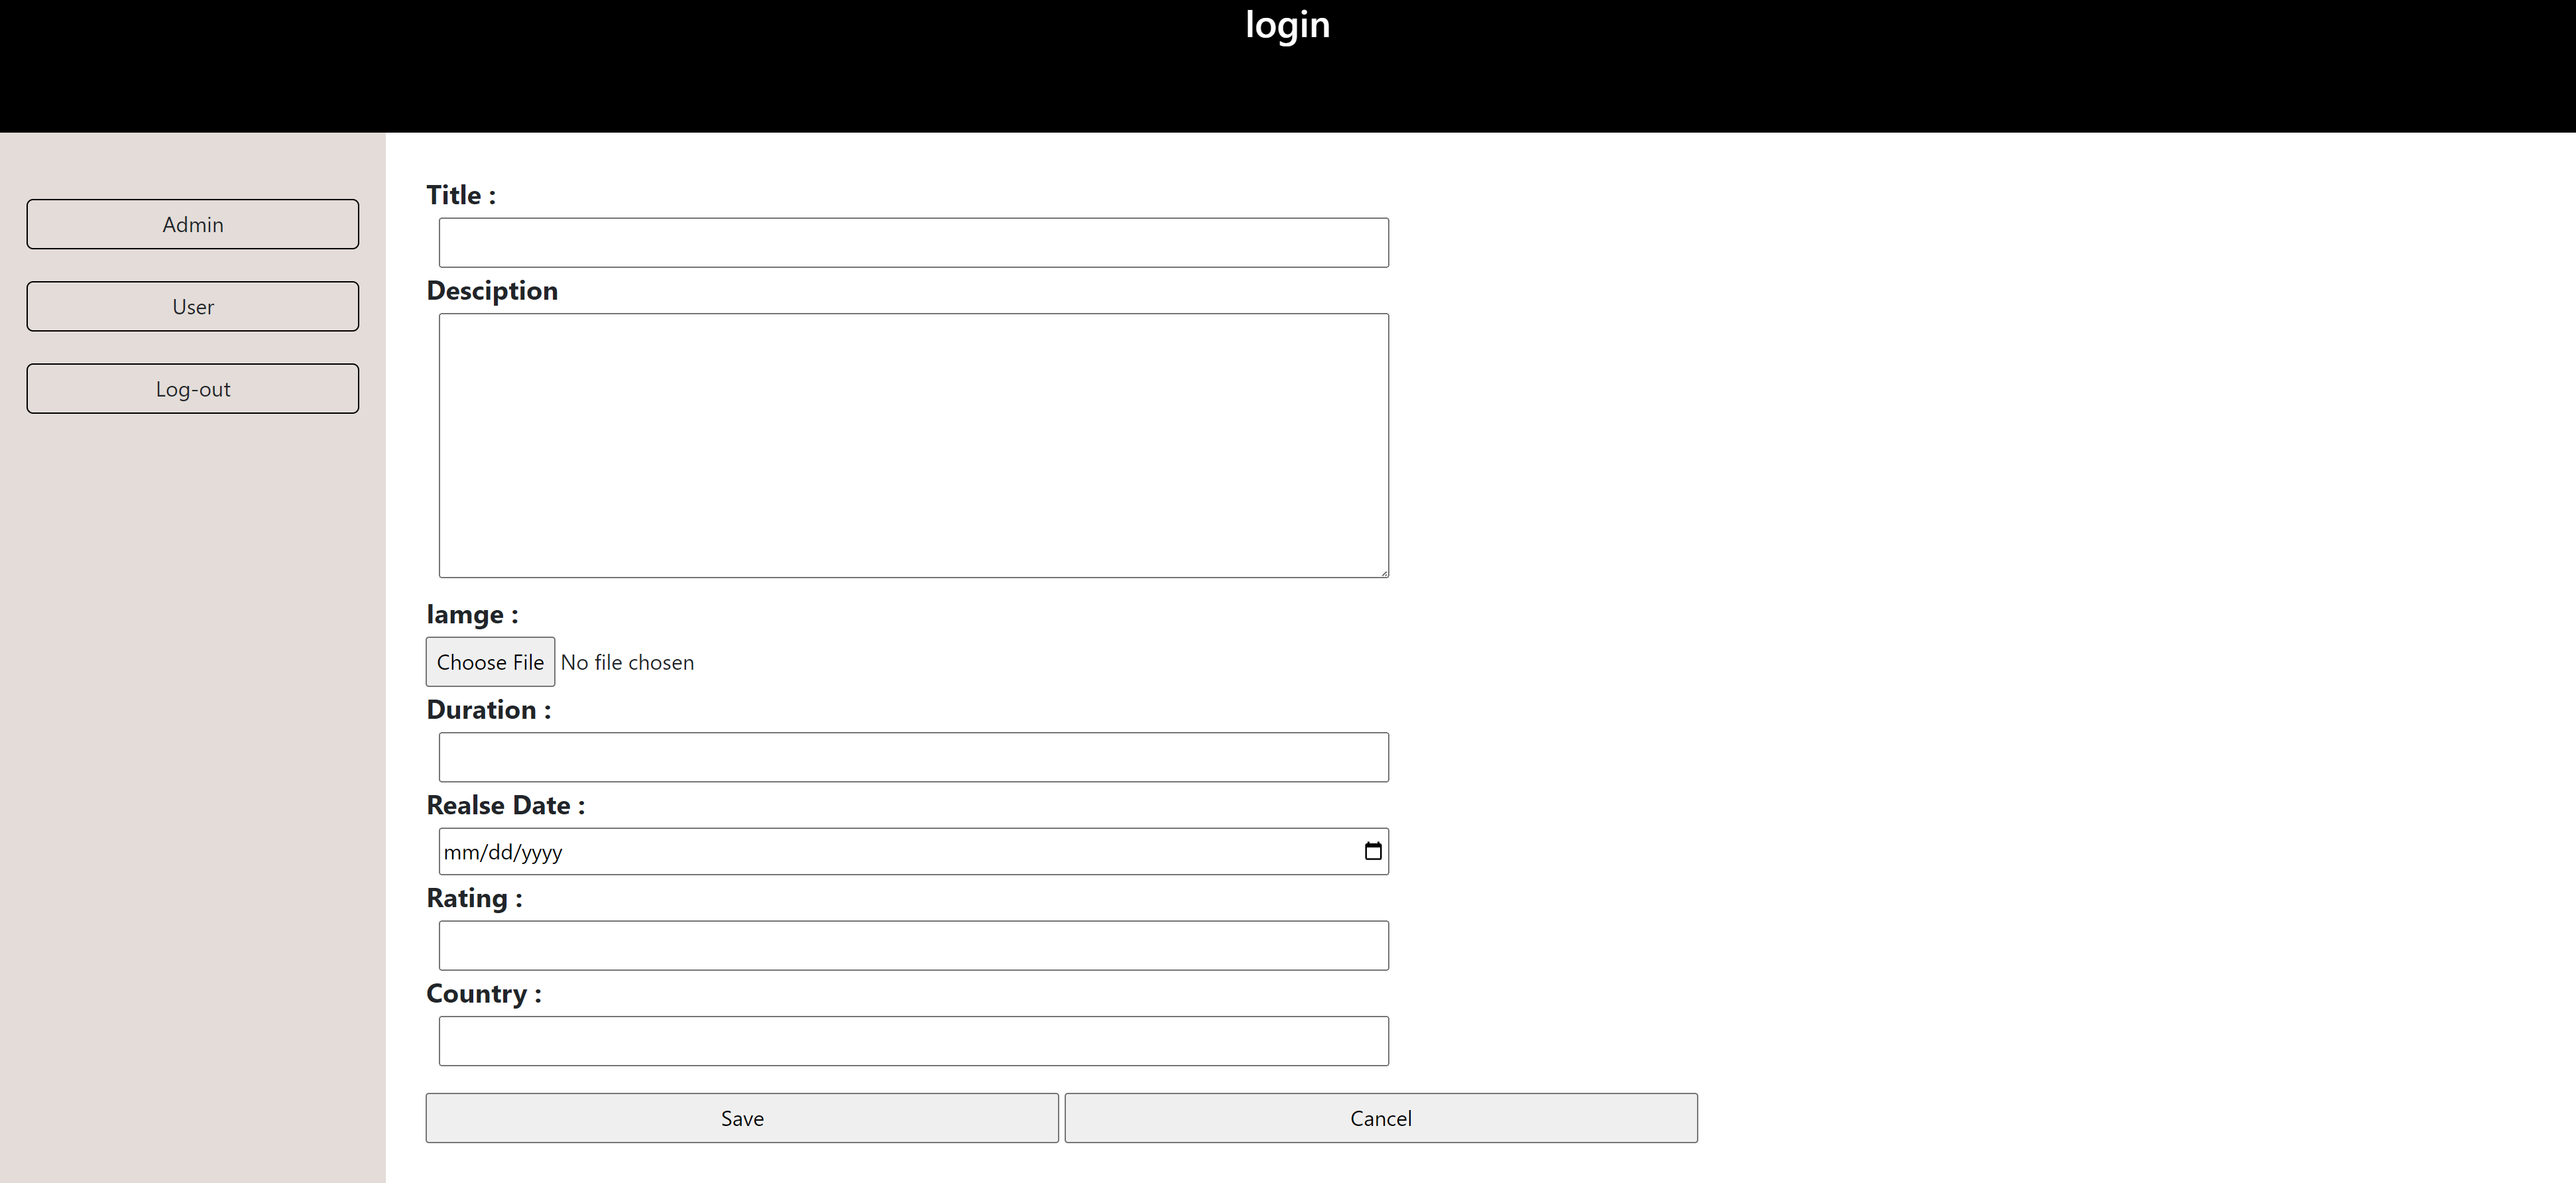 login
Admin
User
Log-out
Title :
Desciption
Iamge :
Choose File No file chosen
Duration :
Realse Date :
mm/dd/yyyy
Rating :
Country :
Save
Cancel